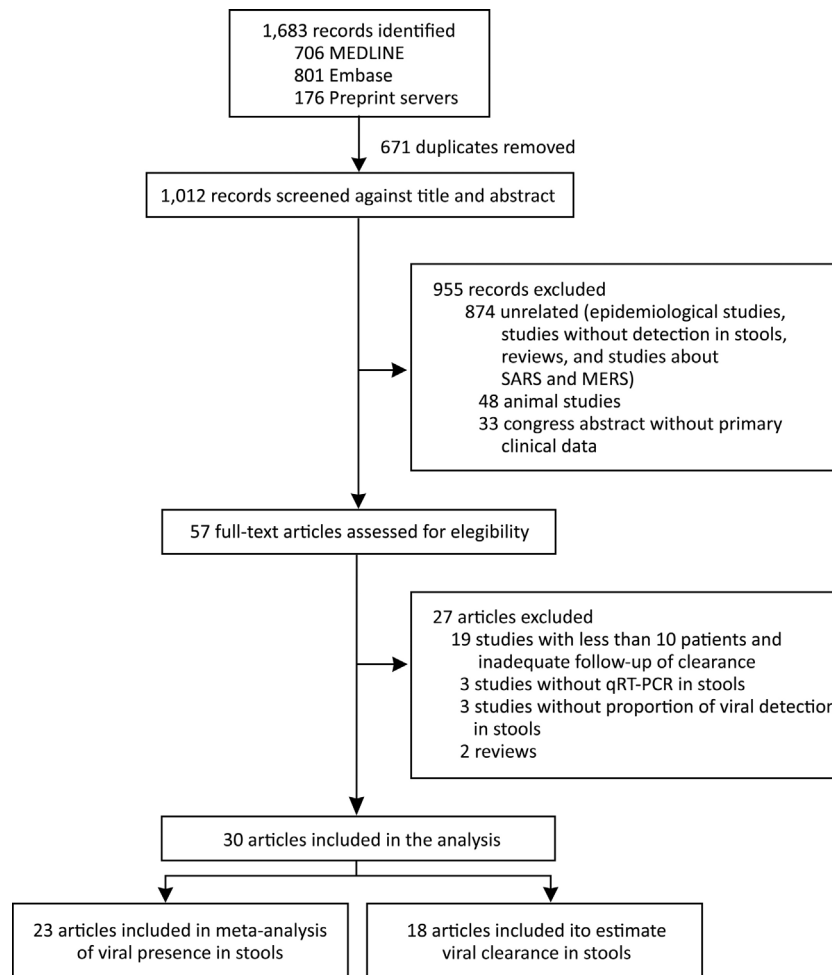 1,683 records identified
706 MEDLINE
801 Embase
176 Preprint servers
671 duplicates removed
1,012 records screened against title and abstract
955 records excluded
874 unrelated (epidemiological studies,
studies without detection in stools,
reviews, and studies about
SARS and MERS)
48 animal studies
33 congress abstract without primary
clinical data
57 full-text articles assessed for elegibility
27 articles excluded
19 studies with less than 10 patients and
inadequate follow-up of clearance
3 studies without qRT-PCR in stools
3 studies without proportion of viral detection
in stools
2 reviews
30 articles included in the analysis
23 articles included in meta-analysis
of viral presence in stools
18 articles included ito estimate
viral clearance in stools